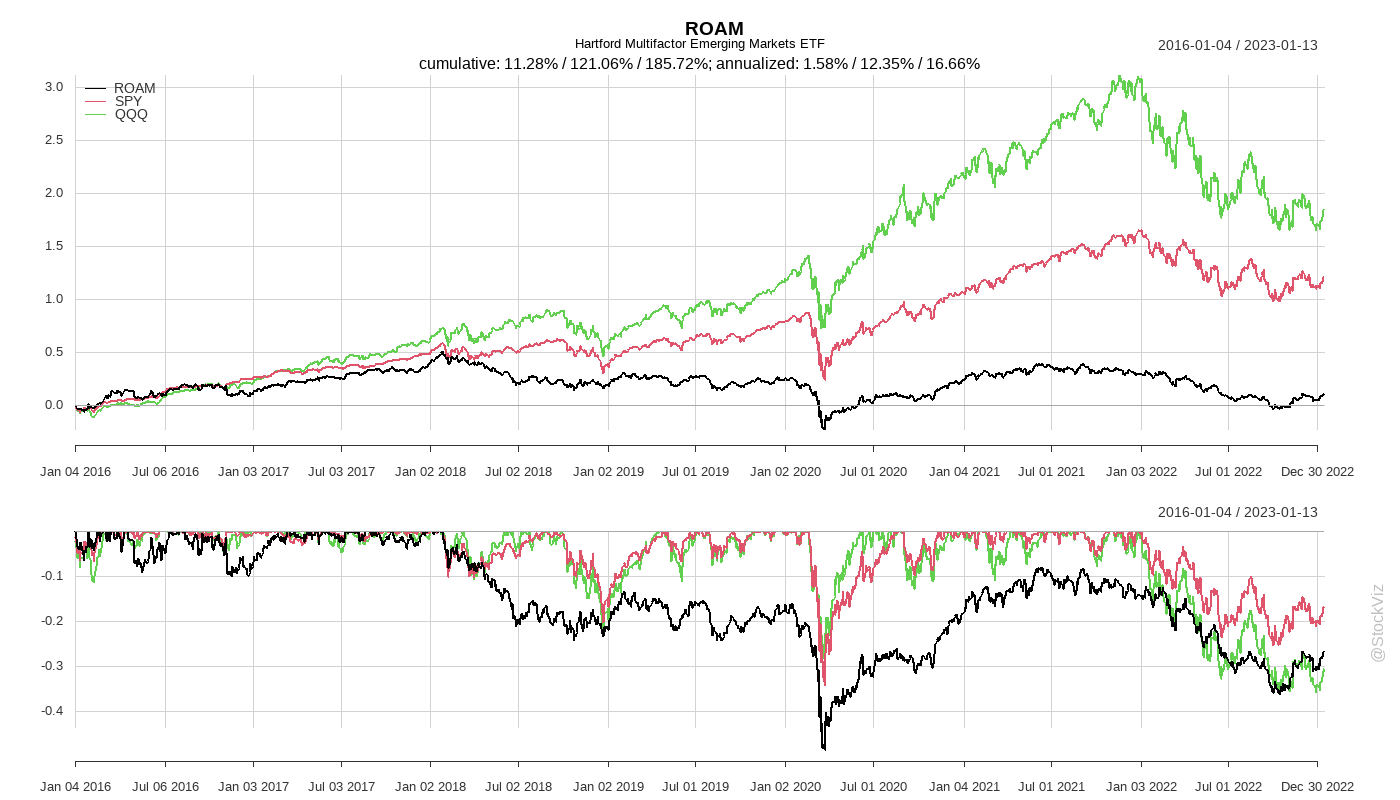 ROAM
Hartford Multifactor Emerging Markets ETF
2016-01-04 / 2023-01-13
cumulative: 11.28% / 121.06% / 185.72%; annualized: 1.58% / 12.35% / 16.66%
ROAM
SPY
QQQ
3.0
2.5
2.0
1.5
1.0
0.5
0.0
Jan 04 2016 Jul 06 2016 Jan 03 2017 Jul 03 2017 Jan 02 2018 Jul 02 2018 Jan 02 2019 Jul 01 2019 Jan 02 2020 Jul 01 2020 Jan 04 2021 Jul 01 2021 Jan 03 2022 Jul 01 2022 Dec 30 2022
2016-01-04 / 2023-01-13
-0.1
-0.2
-0.3
-0.4
Jan 04 2016 Jul 06 2016 Jan 03 2017 Jul 03 2017 Jan 02 2018 Jul 02 2018 Jan 02 2019 Jul 01 2019 Jan 02 2020 Jul 01 2020 Jan 04 2021 Jul 01 2021 Jan 03 2022 Jul 01 2022 Dec 30 2022
@StockViz